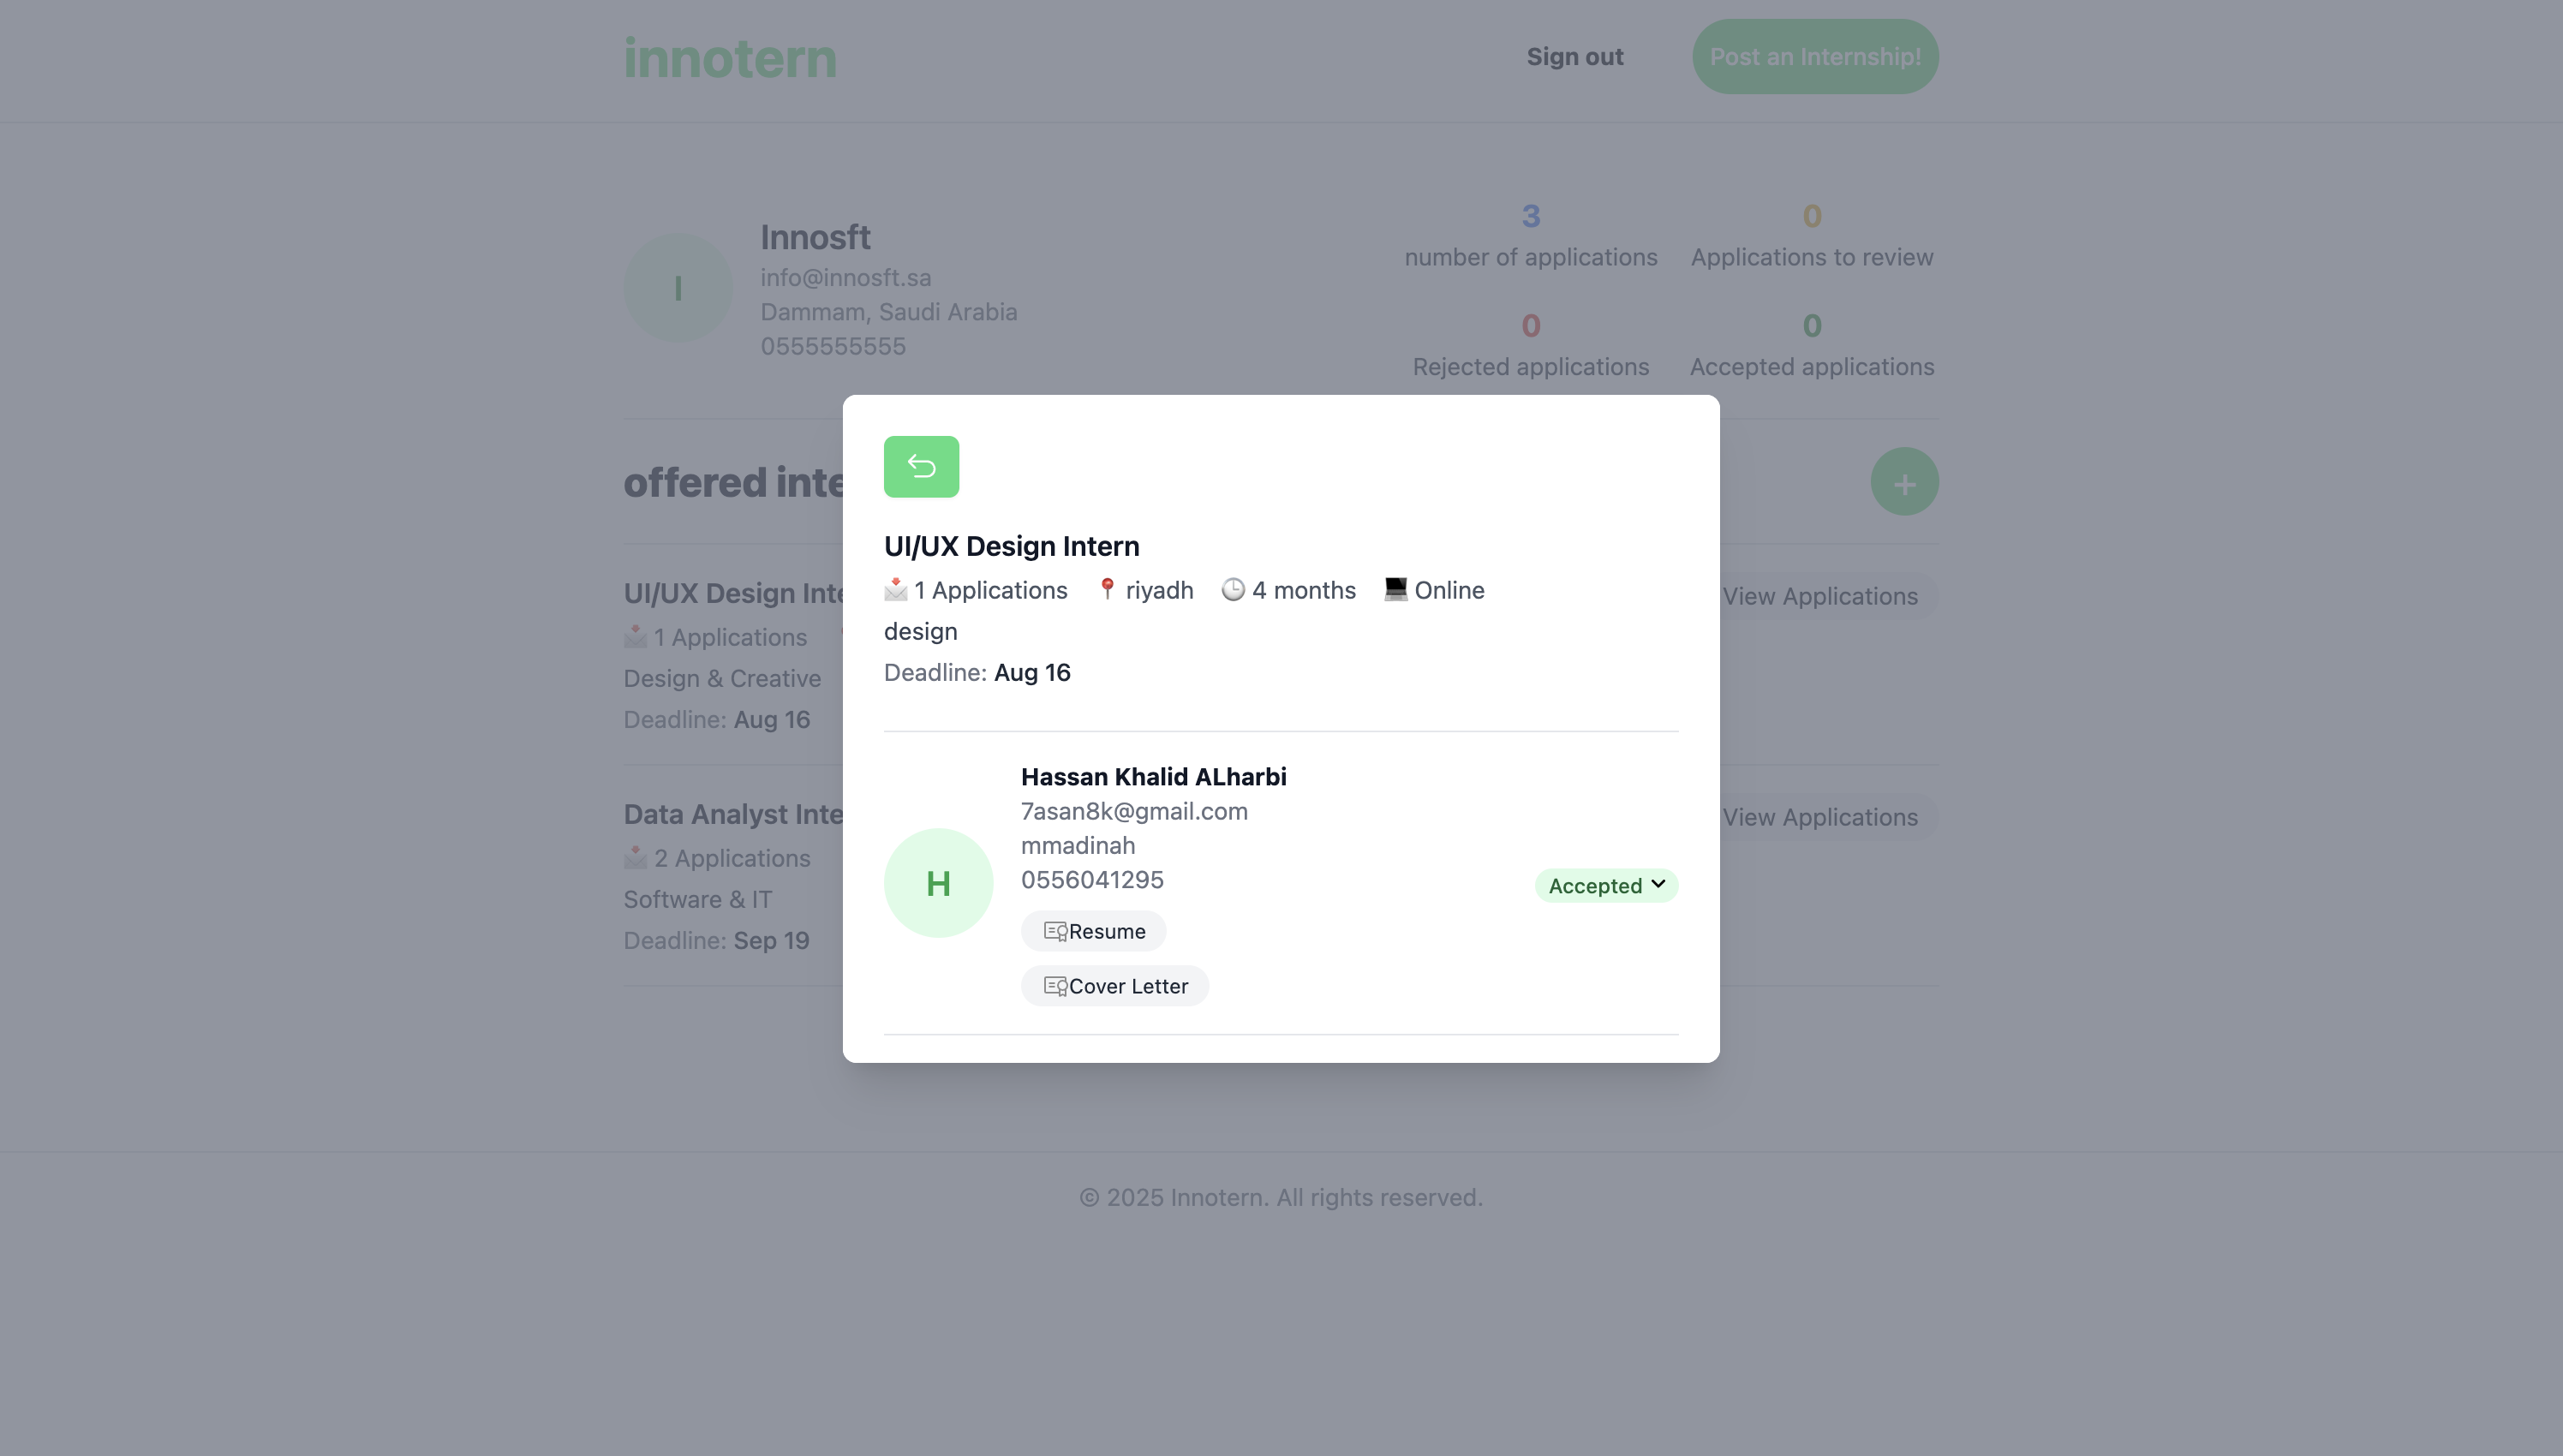 innotern
Sign out
Post an Internship!
I
Innosft
info@innosft.sa
Dammam, Saudi Arabia
0555555555
3
number of applications
0
Applications to review
0
Rejected applications
0
Accepted applications
offered inte
+
UI/UX Design Inte
1 Applications
Design & Creative
Deadline: Aug 16
View Applications
Data Analyst Inte
2 Applications
Software & IT
Deadline: Sep 19
View Applications
UI/UX Design Intern
1 Applications riyadh 4 months Online
design
Deadline: Aug 16
H
Hassan Khalid ALharbi
7asan8k@gmail.com
mmadinah
0556041295
Resume
Cover Letter
Accepted
© 2025 Innotern. All rights reserved.